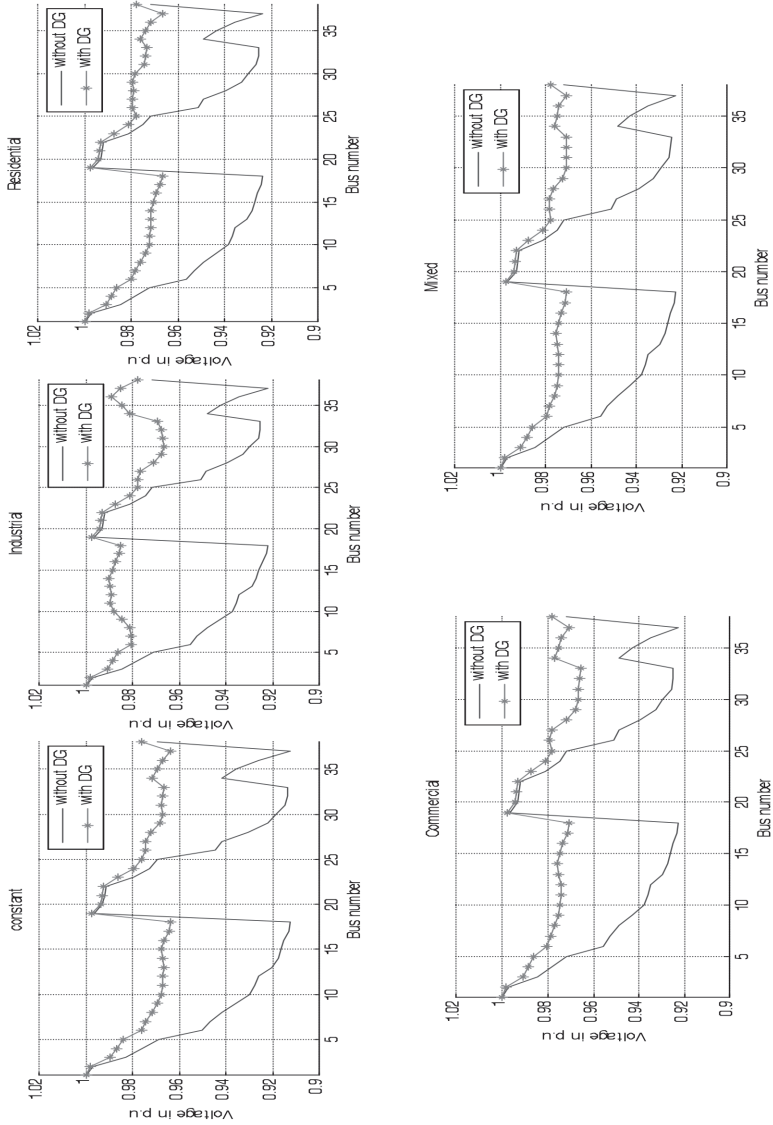 constant
1.02
1
0.98
0.96
0.94
0.92
0.9
Voltage in p.u
without DG
with DG
5 10 15 20 25 30 35
Bus number
Industrial
1.02
1
0.98
0.96
0.94
0.92
0.9
Voltage in p.u
without DG
with DG
5 10 15 20 25 30 35
Bus number
Residential
1.02
1
0.98
0.96
0.94
0.92
0.9
Voltage in p.u
without DG
with DG
5 10 15 20 25 30 35
Bus number
Commercial
1.02
1
0.98
0.96
0.94
0.92
0.9
Voltage in p.u
without DG
with DG
5 10 15 20 25 30 35
Bus number
Mixed
1.02
1
0.98
0.96
0.94
0.92
0.9
Voltage in p.u
without DG
with DG
5 10 15 20 25 30 35
Bus number